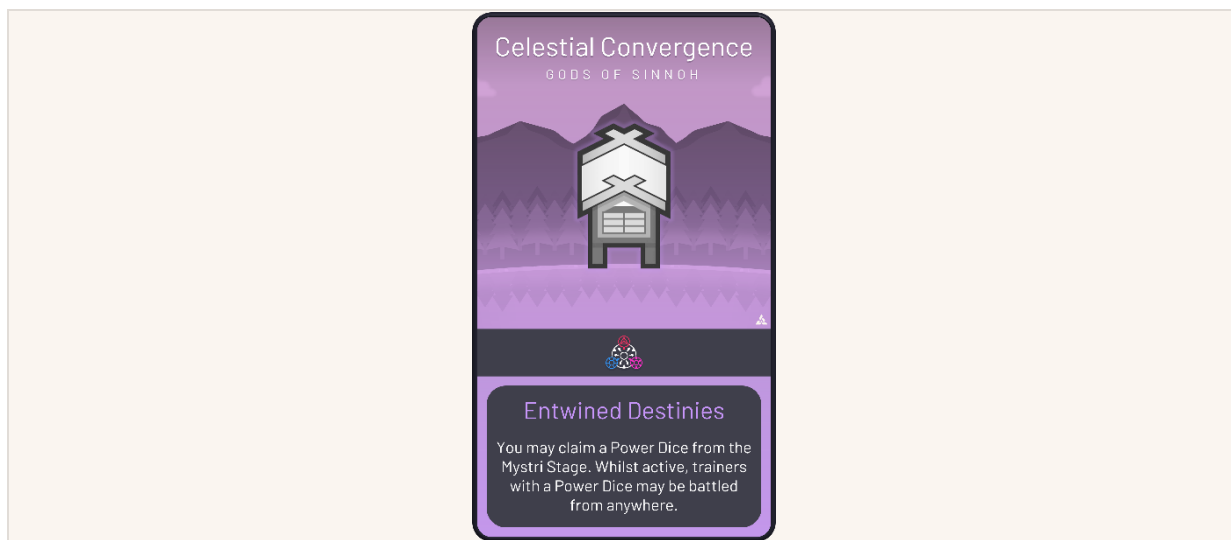 Celestial Convergence
GODS OF SINNOH
Entwined Destinies
You may claim a Power Dice from the
Mystri Stage. Whilst active, trainers
with a Power Dice may be battled
from anywhere.